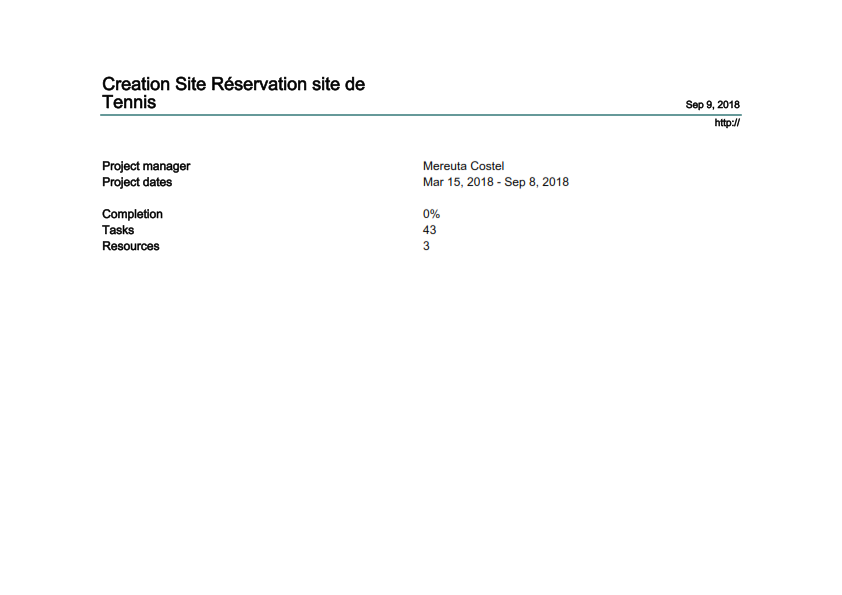 Creation Site Réservation site de
Tennis
Sep 9, 2018
http://
Project manager Mereuta Costel
Project dates Mar 15, 2018 - Sep 8, 2018
Completion 0%
Tasks 43
Resources 3